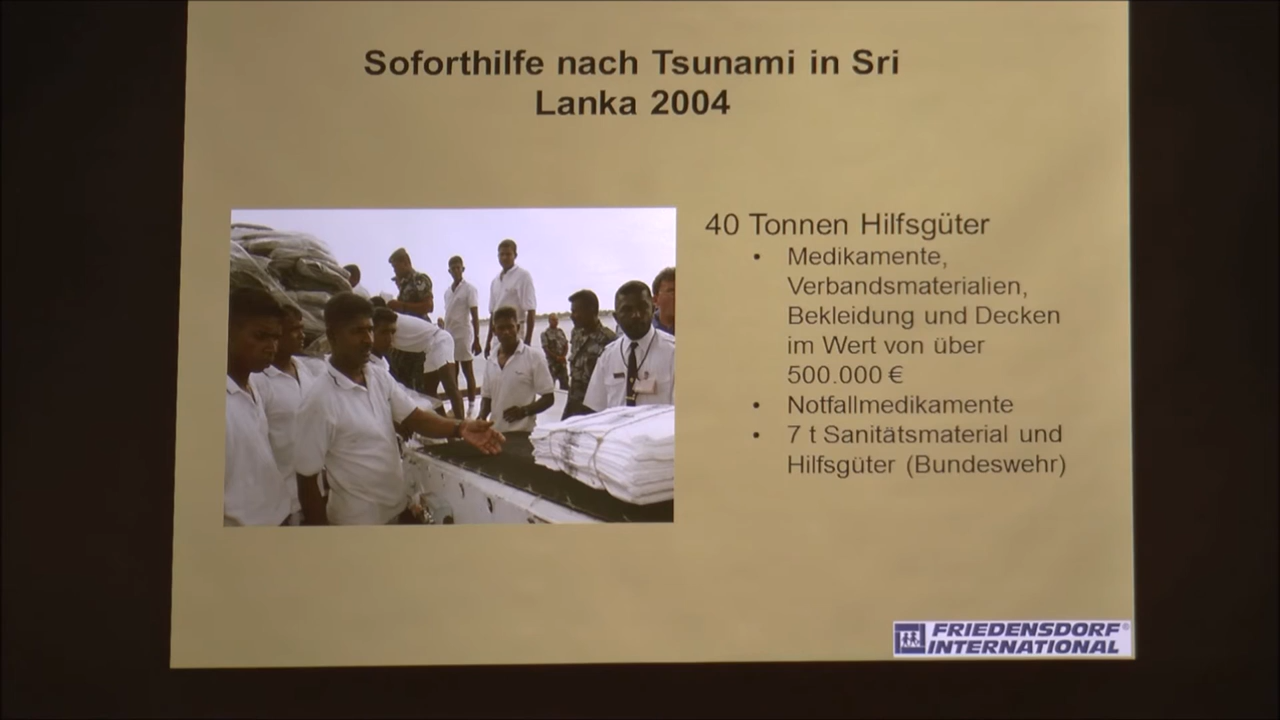 Soforthilfe nach Tsunami in Sri
Lanka 2004
40 Tonnen Hilfsgüter
• Medikamente,
Verbandsmaterialien,
Bekleidung und Decken
im Wert von über
500.000 €
• Notfallmedikamente
• 7 t Sanitätsmaterial und
Hilfsgüter (Bundeswehr)
FRIEDENSDORF®
INTERNATIONAL